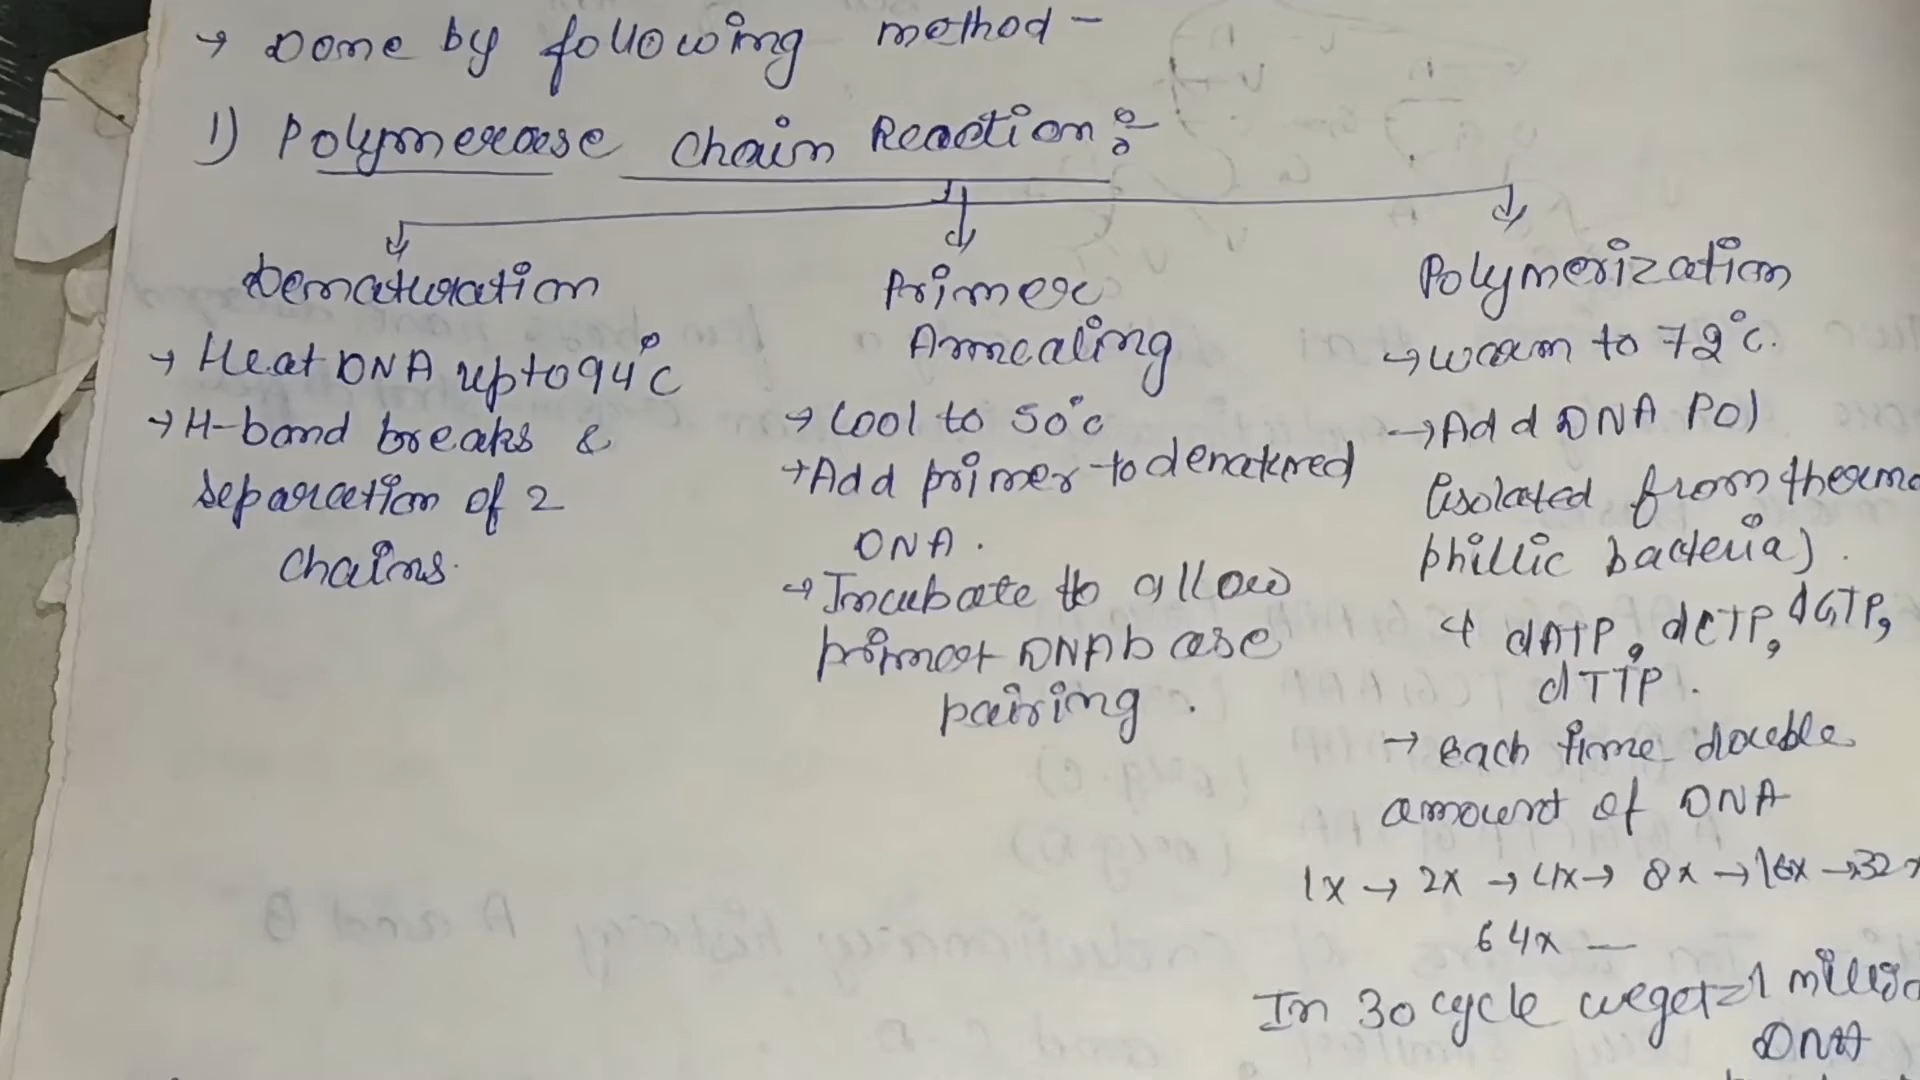 → Done by following method -
1) Polymerase Chain Reaction :-
Denaturation
→ Heat DNA upto 94°C
→ H-bond breaks &
separation of 2
chains.
Primer
Annealing
→ Cool to 50°C
→ Add primer to denatured
DNA.
→ Incubate to allow
primer DNA base
pairing.
Polymerization
→ warm to 72°C.
→ Add DNA Pol
(isolated from thermo
phillic bacteria).
+ dATP, dCTP, dGTP,
dTTP.
→ each time double
amount of DNA
1x → 2x → 4x → 8x → 16x → 32x
64x —
In 30 cycle we get = 1 millio
DNA